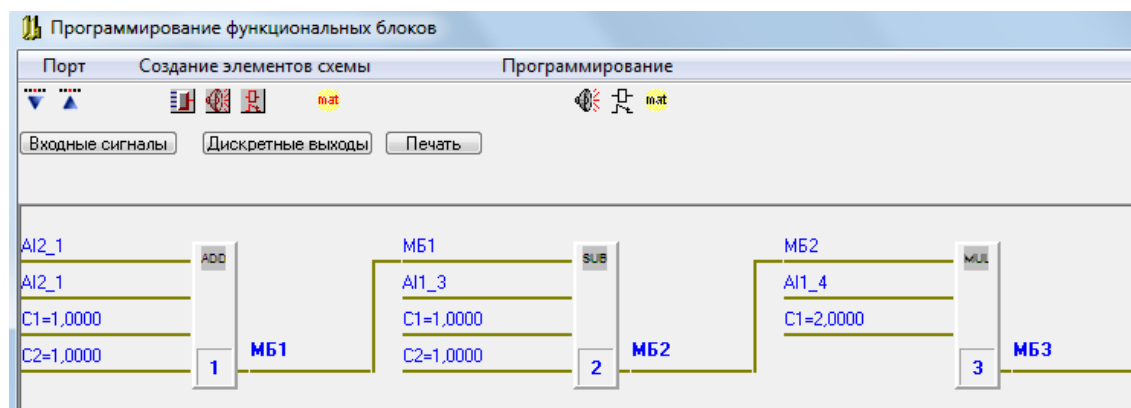 Программирование функциональных блоков
Порт Создание элементов схемы Программирование
mat mat
Входные сигналы Дискретные выходы Печать
AI2_1 МБ1 МБ2
ADD SUB MUL
AI2_1 AI1_3 AI1_4
C1=1,0000 C1=1,0000 C1=2,0000
C2=1,0000 1 МБ1 C2=1,0000 2 МБ2 3 МБ3